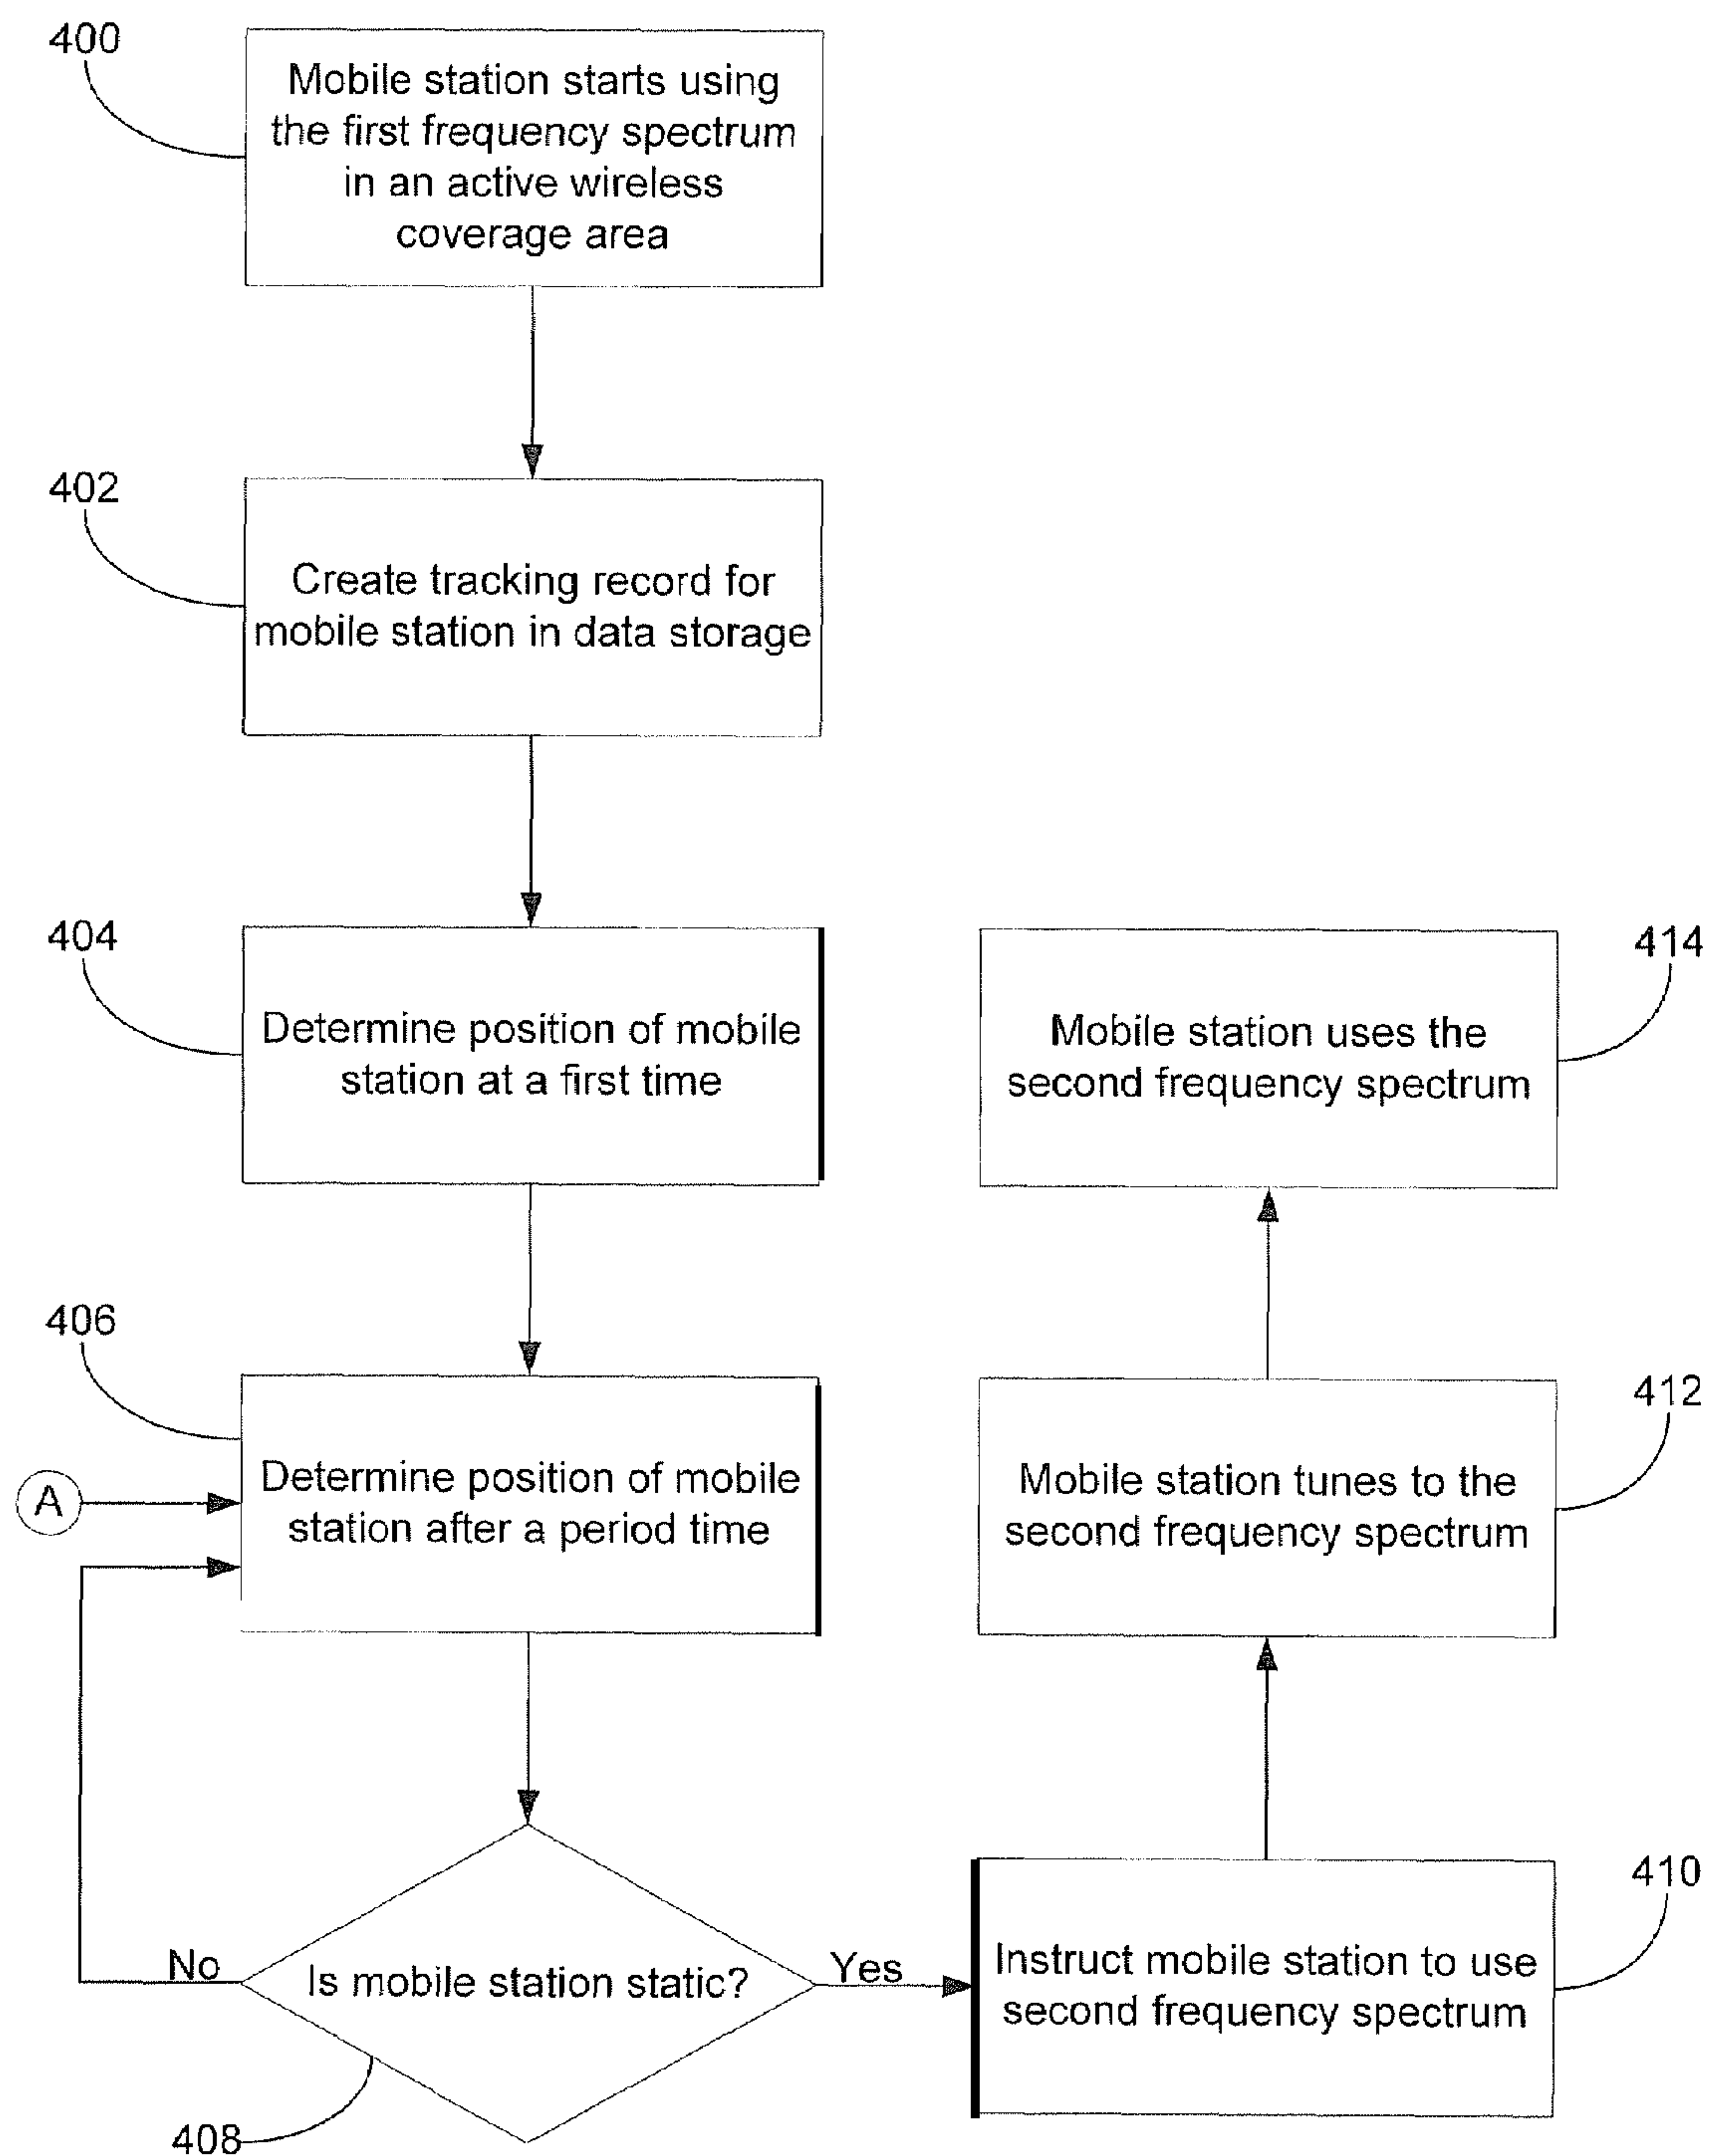 400
Mobile station starts using
the first frequency spectrum
in an active wireless
coverage area
402
Create tracking record for
mobile station in data storage
404
Determine position of mobile
station at a first time
406
A
Determine position of mobile
station after a period time
No
Is mobile station static?
Yes
408
414
Mobile station uses the
second frequency spectrum
412
Mobile station tunes to the
second frequency spectrum
410
Instruct mobile station to use
second frequency spectrum